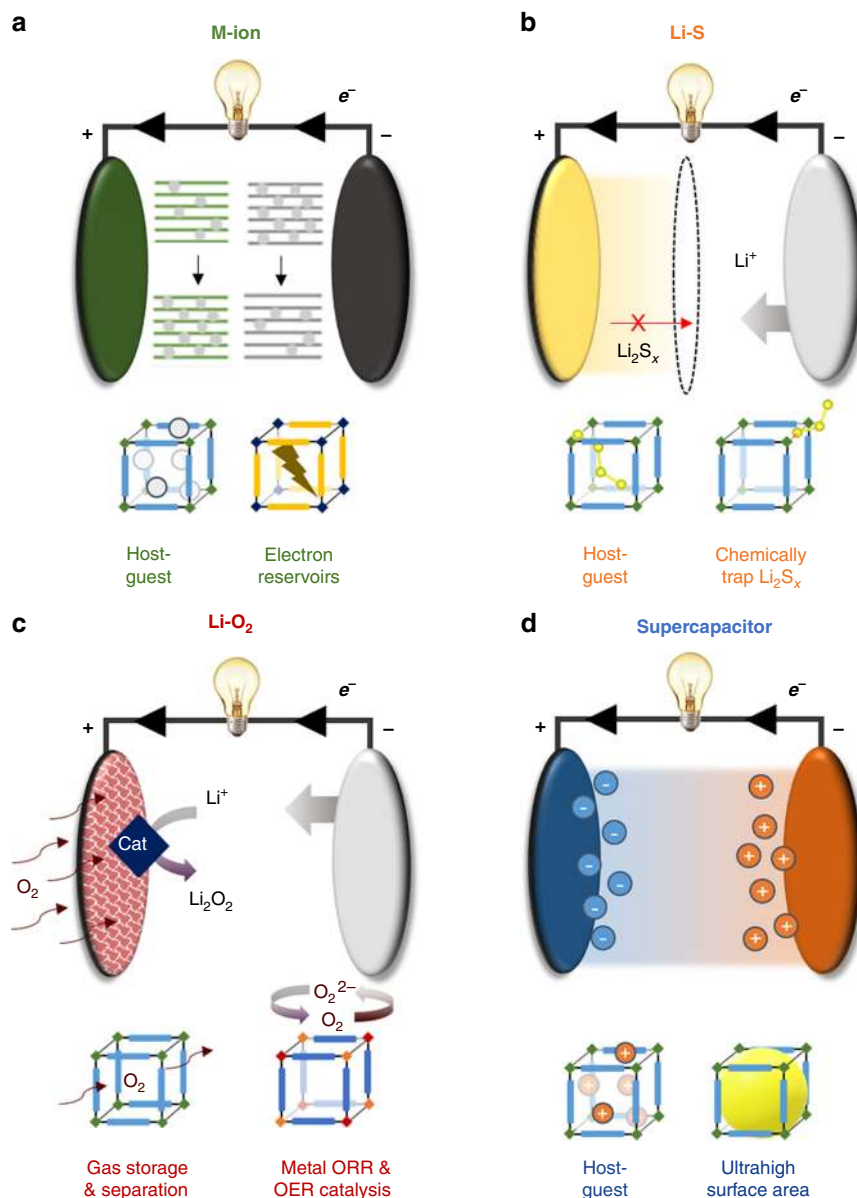 a
M-ion
e⁻
+
–
Host-
guest
Electron
reservoirs
b
Li-S
e⁻
+
–
Li⁺
X
Li₂Sₓ
Host-
guest
Chemically
trap Li₂Sₓ
c
Li-O₂
e⁻
+
–
Li⁺
Cat
O₂
Li₂O₂
O₂²⁻
O₂
O₂
Gas storage
& separation
Metal ORR &
OER catalysis
d
Supercapacitor
e⁻
+
–
-
-
-
-
-
-
-
+
+
+
+
+
+
+
+
+
+
+
+
Host-
guest
Ultrahigh
surface area